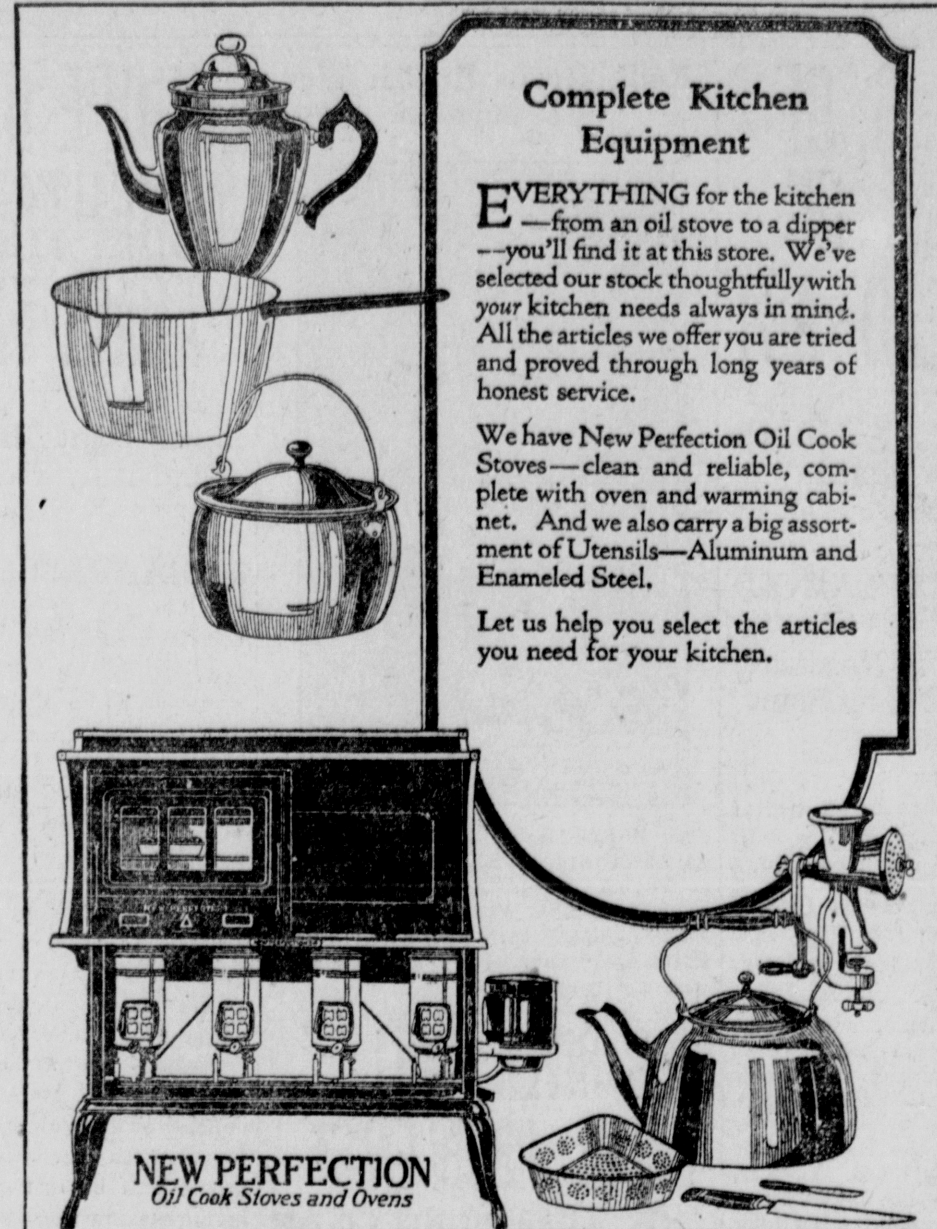 Complete Kitchen
Equipment
EVERYTHING for the kitchen
—from an oil stove to a dipper
—you'll find it at this store. We've
selected our stock thoughtfully with
your kitchen needs always in mind.
All the articles we offer you are tried
and proved through long years of
honest service.
We have New Perfection Oil Cook
Stoves—clean and reliable, com-
plete with oven and warming cabi-
net. And we also carry a big assort-
ment of Utensils—Aluminum and
Enameled Steel.
Let us help you select the articles
you need for your kitchen.
NEW PERFECTION
NEW PERFECTION
Oil Cook Stoves and Ovens